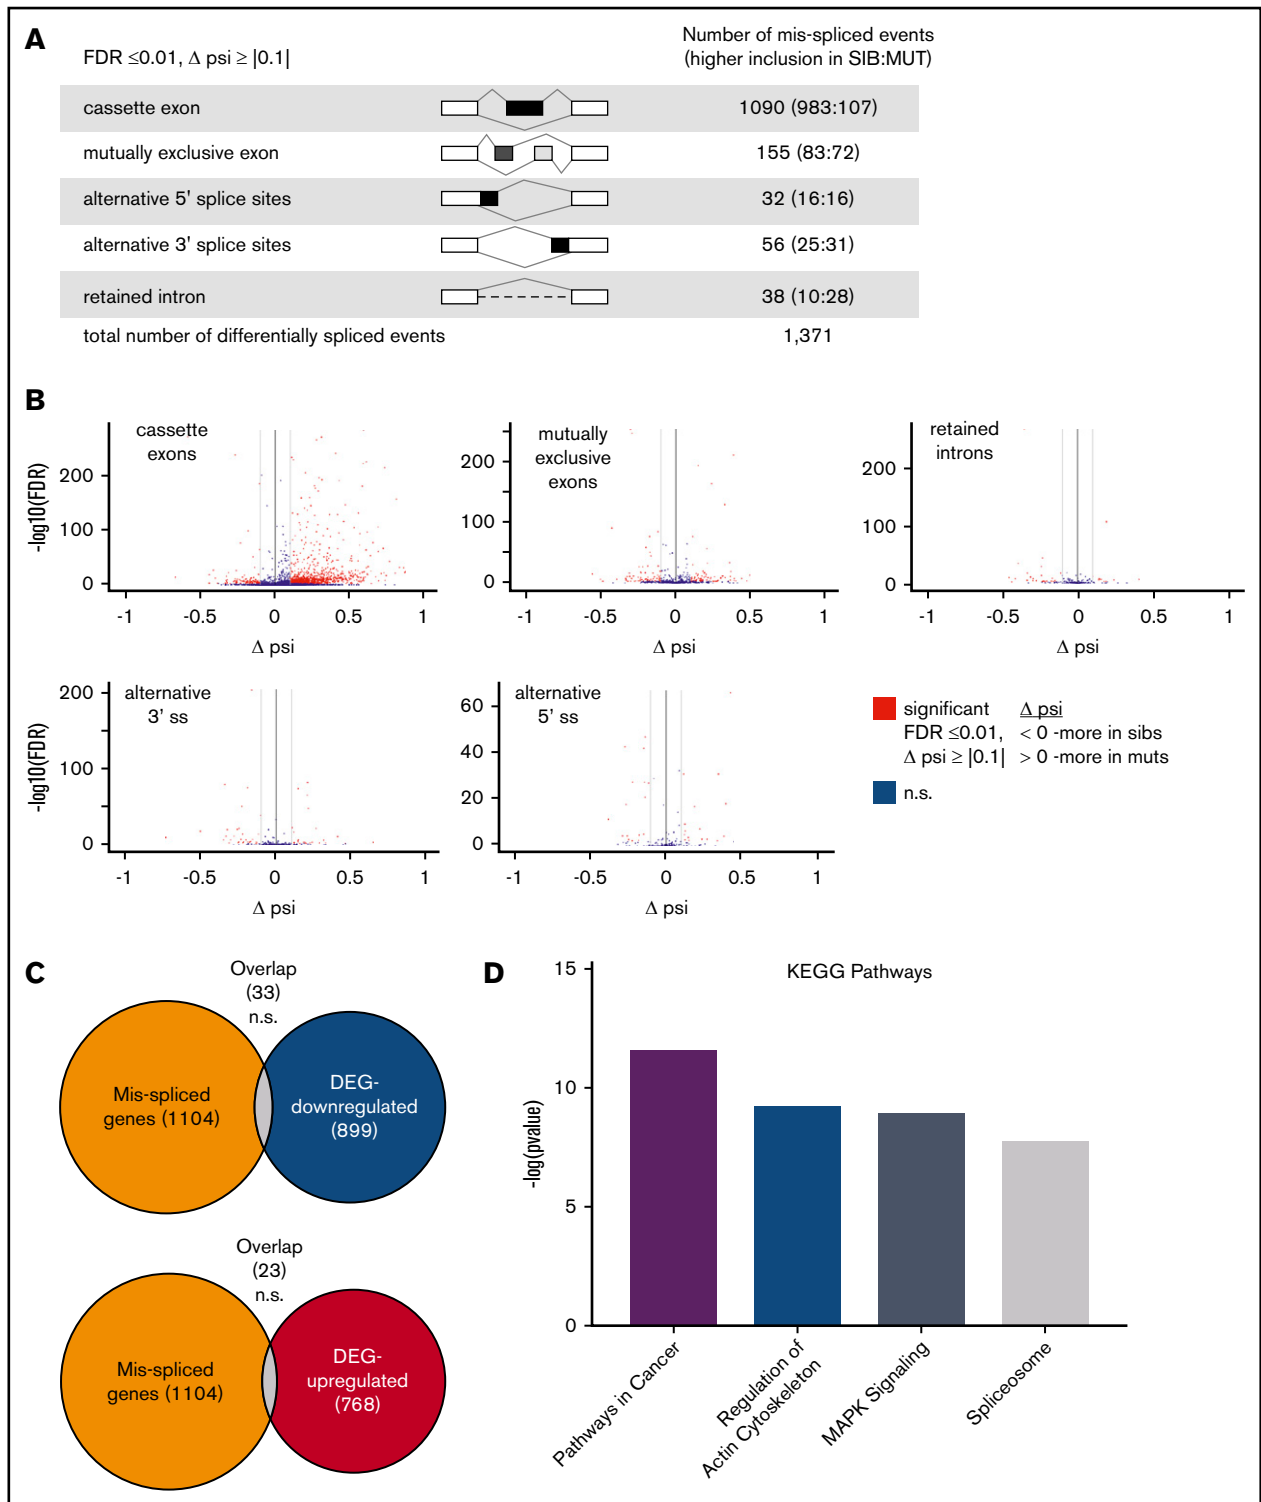 A
FDR ≤0.01, Δ psi ≥ |0.1|
Number of mis-spliced events
(higher inclusion in SIB:MUT)
cassette exon
1090 (983:107)
mutually exclusive exon
155 (83:72)
alternative 5' splice sites
32 (16:16)
alternative 3' splice sites
56 (25:31)
retained intron
38 (10:28)
total number of differentially spliced events
1,371
B
cassette
exons
-log10(FDR)
200
100
0
-1 -0.5 0 0.5 1
Δ psi
mutually
exclusive
exons
200
100
0
-1 -0.5 0 0.5 1
Δ psi
retained
introns
200
100
0
-1 -0.5 0 0.5 1
Δ psi
alternative
3' ss
-log10(FDR)
200
100
0
-1 -0.5 0 0.5 1
Δ psi
alternative
5' ss
60
40
20
0
-1 -0.5 0 0.5 1
Δ psi
significant
FDR ≤0.01,
Δ psi ≥ |0.1|
Δ psi
< 0 -more in sibs
> 0 -more in muts
n.s.
C
Overlap
(33)
n.s.
Mis-spliced
genes (1104)
DEG-
downregulated
(899)
Overlap
(23)
n.s.
Mis-spliced
genes (1104)
DEG-
upregulated
(768)
D
KEGG Pathways
-log(pvalue)
15
10
5
0
Pathways in Cancer
Regulation of
Actin Cytoskeleton
MAPK Signaling
Spliceosome